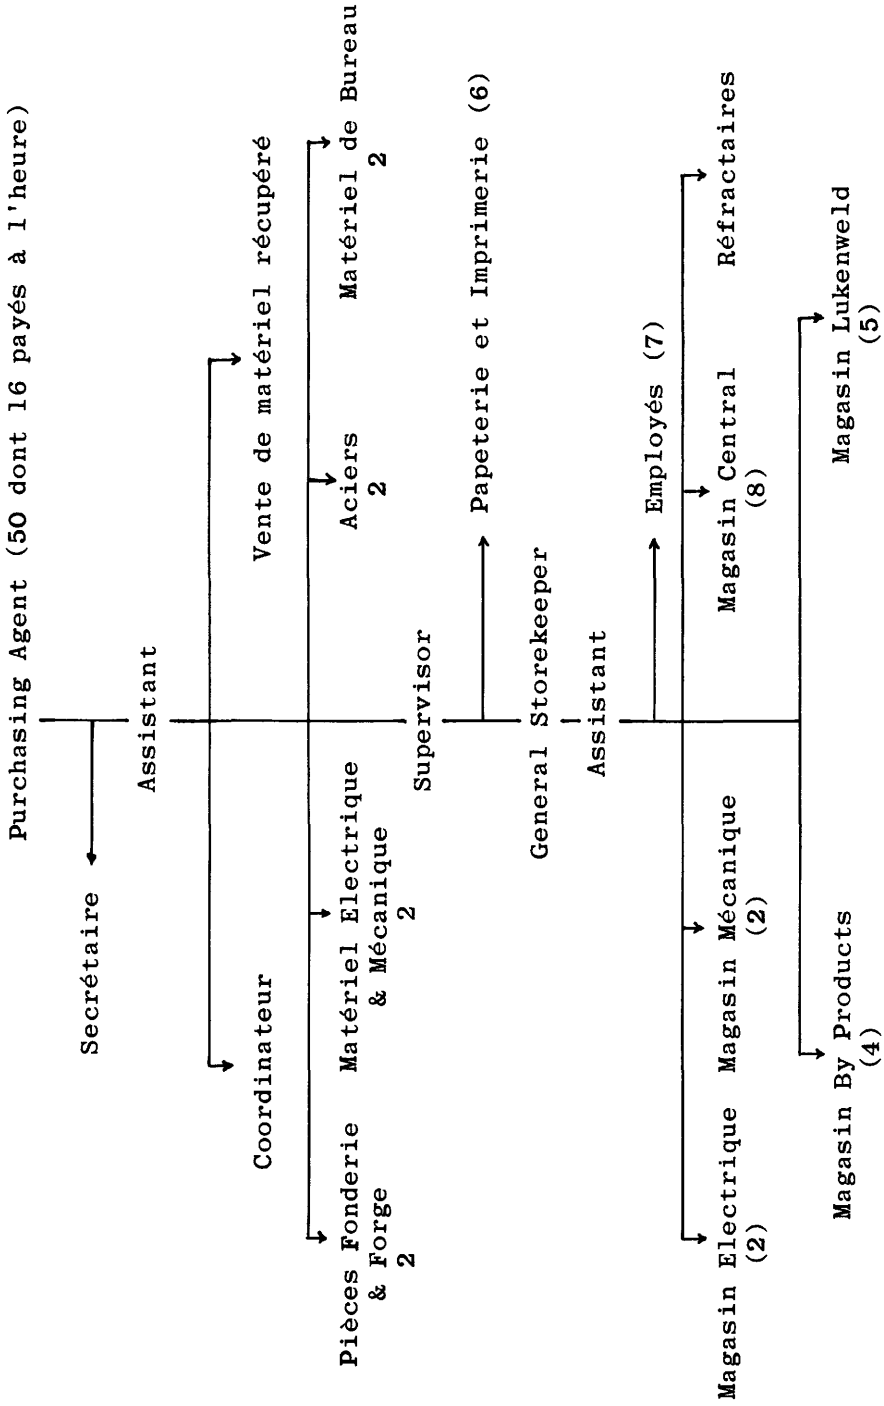 Purchasing Agent (50 dont 16 payés à l'heure)
Secrétaire
Assistant
Coordinateur
Vente de matériel récupéré
Pièces Fonderie
& Forge
2
Matériel Electrique
& Mécanique
2
Aciers
2
Matériel de Bureau
2
Supervisor
Papeterie et Imprimerie (6)
General Storekeeper
Assistant
Employés (7)
Magasin Electrique
(2)
Magasin Mécanique
(2)
Magasin Central
(8)
Réfractaires
Magasin By Products
(4)
Magasin Lukenweld
(5)